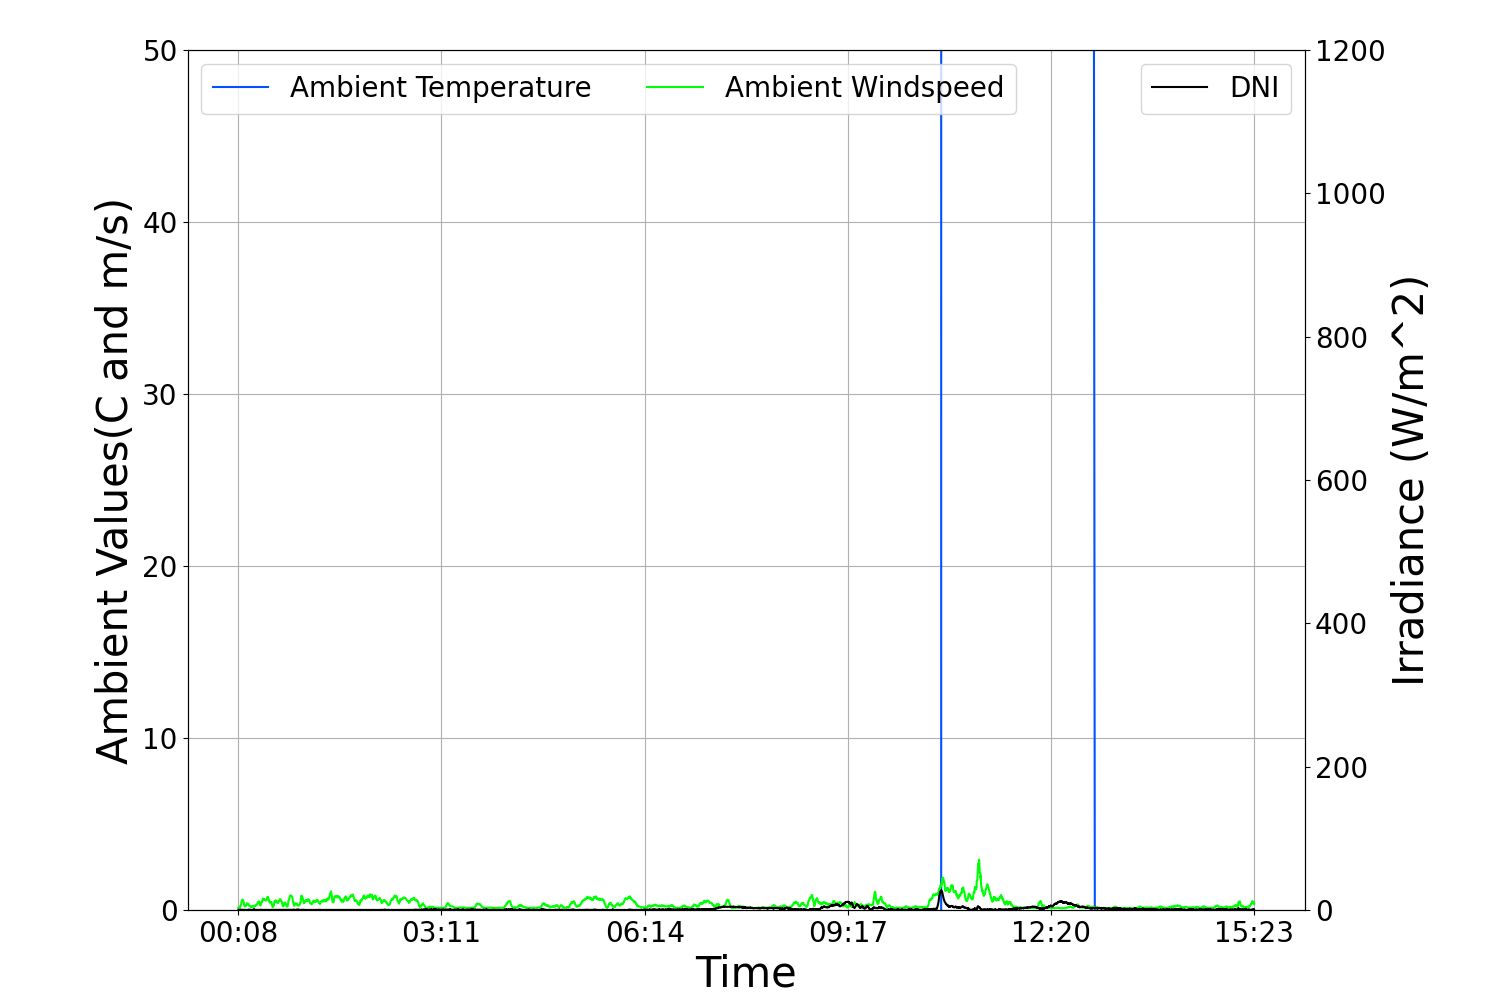 Ambient Temperature Ambient Windspeed DNI
50
40
30
20
10
0
Ambient Values(C and m/s)
1200
1000
800
600
400
200
0
Irradiance (W/m^2)
00:08 03:11 06:14 09:17 12:20 15:23
Time